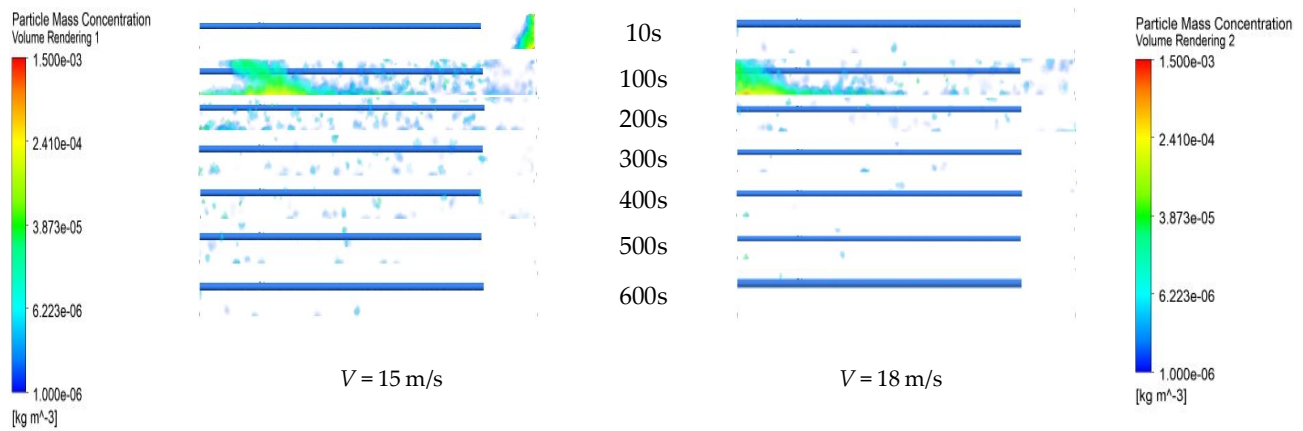 Particle Mass Concentration
Volume Rendering 1
1.500e-03
2.410e-04
3.873e-05
6.223e-06
1.000e-06
[kg m^-3]
10s
100s
200s
300s
400s
500s
600s
V = 15 m/s
V = 18 m/s
Particle Mass Concentration
Volume Rendering 2
1.500e-03
2.410e-04
3.873e-05
6.223e-06
1.000e-06
[kg m^-3]